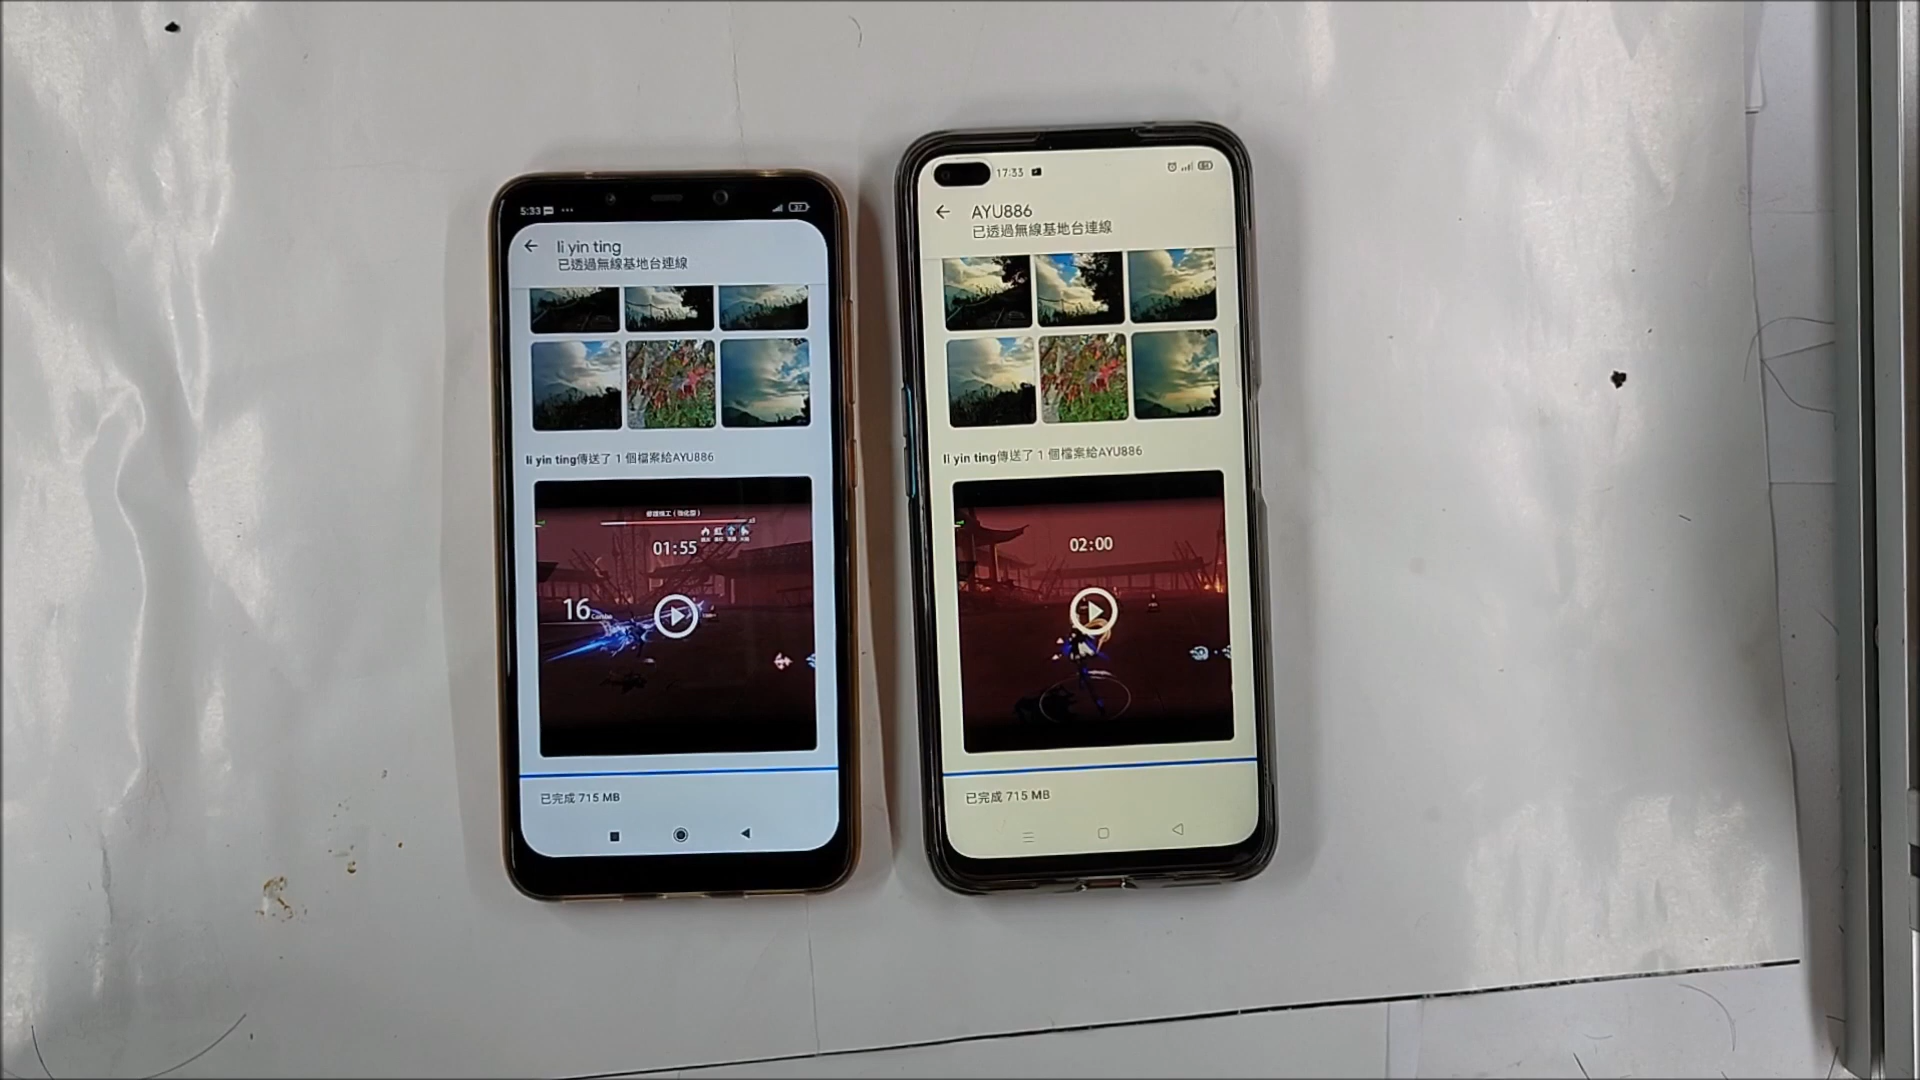 5:33
37
li yin ting
已透過無線基地台連線
li yin ting傳送了 1 個檔案給AYU886
01:55
16 Combo
已完成 715 MB
17:33
AYU886
已透過無線基地台連線
li yin ting傳送了 1 個檔案給AYU886
02:00
已完成 715 MB